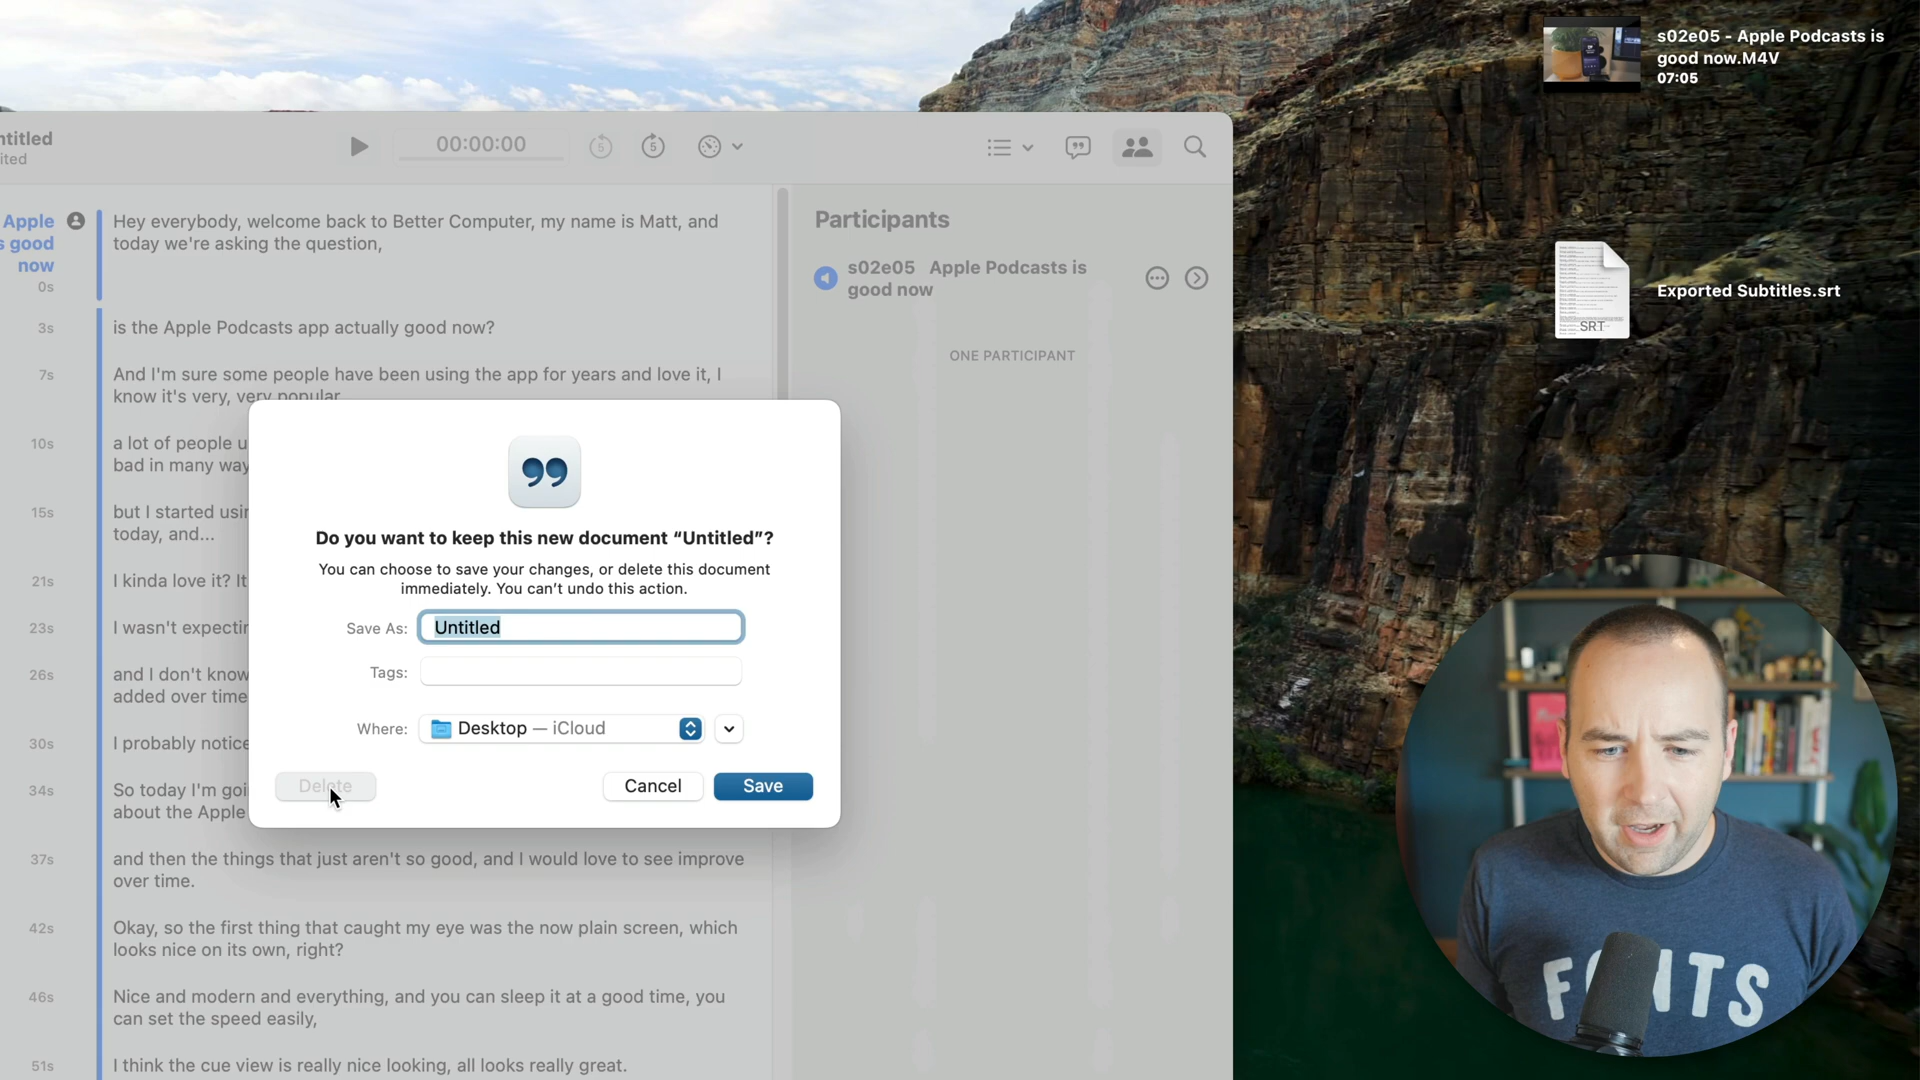 s02e05 - Apple Podcasts is
good now.M4V
07:05
ntitled
ited
00:00:00
5
5
Apple
s good
now
0s
Hey everybody, welcome back to Better Computer, my name is Matt, and
today we're asking the question,
3s
is the Apple Podcasts app actually good now?
7s
And I'm sure some people have been using the app for years and love it, I
know it's very, very popular
10s
a lot of people u
bad in many way
15s
but I started usin
today, and...
21s
I kinda love it? It
23s
I wasn't expectin
26s
and I don't know
added over time
30s
I probably notice
34s
So today I'm goi
about the Apple
37s
and then the things that just aren't so good, and I would love to see improve
over time.
42s
Okay, so the first thing that caught my eye was the now plain screen, which
looks nice on its own, right?
46s
Nice and modern and everything, and you can sleep it at a good time, you
can set the speed easily,
51s
I think the cue view is really nice looking, all looks really great.
Participants
s02e05 Apple Podcasts is
good now
ONE PARTICIPANT
Do you want to keep this new document “Untitled”?
You can choose to save your changes, or delete this document
immediately. You can’t undo this action.
Save As: Untitled
Tags:
Where: Desktop — iCloud
Delete
Cancel
Save
SRT
Exported Subtitles.srt
FONTS